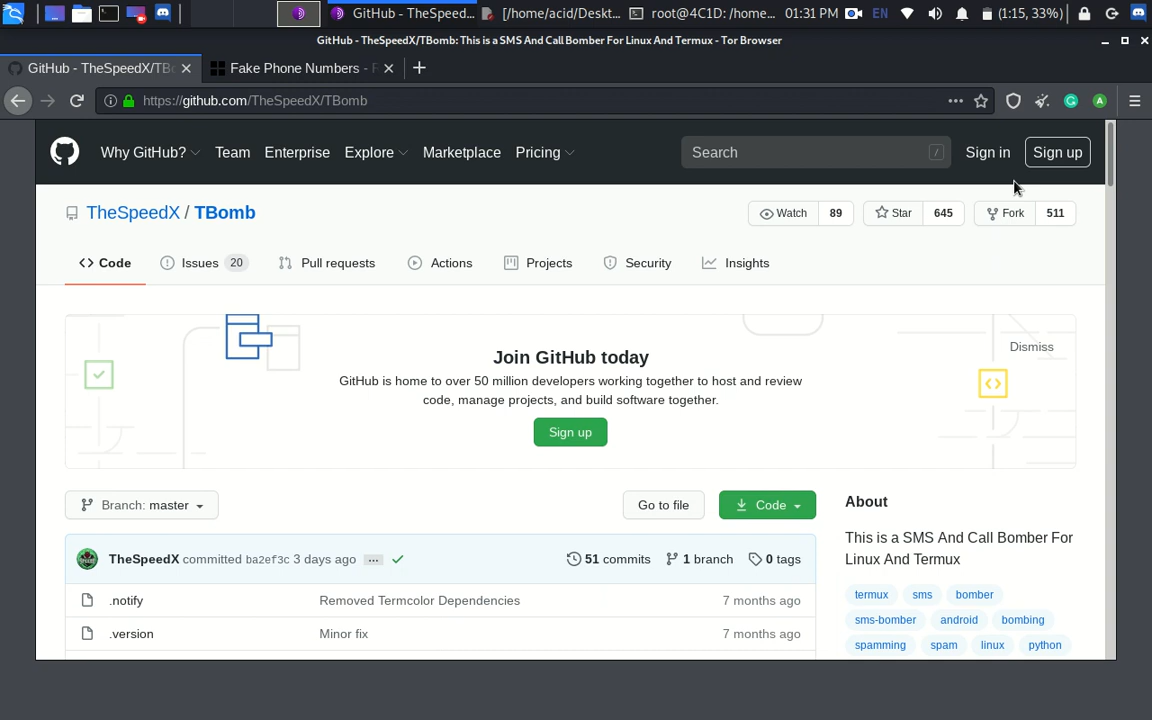 GitHub - TheSpeed... [/home/acid/Deskt... root@4C1D: /home... 01:31 PM EN (1:15, 33%)
GitHub - TheSpeedX/TBomb: This is a SMS And Call Bomber For Linux And Termux - Tor Browser
GitHub - TheSpeedX/TBo Fake Phone Numbers - F
https://github.com/TheSpeedX/TBomb
Why GitHub? Team Enterprise Explore Marketplace Pricing Search / Sign in Sign up
TheSpeedX / TBomb Watch 89 Star 645 Fork 511
Code Issues 20 Pull requests Actions Projects Security Insights
Dismiss
Join GitHub today
GitHub is home to over 50 million developers working together to host and review
code, manage projects, and build software together.
Sign up
Branch: master Go to file Code
About
This is a SMS And Call Bomber For
Linux And Termux
TheSpeedX committed ba2ef3c 3 days ago ... 51 commits 1 branch 0 tags
.notify Removed Termcolor Dependencies 7 months ago
.version Minor fix 7 months ago
termux sms bomber
sms-bomber android bombing
spamming spam linux python